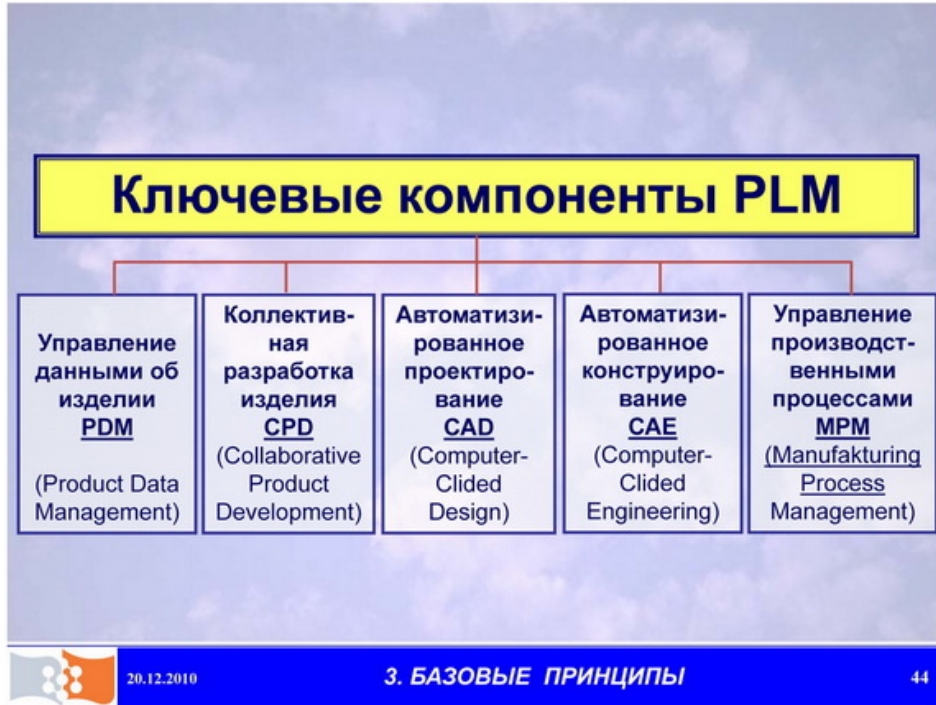 Ключевые компоненты PLM
Управление
данными об
изделии
PDM
(Product Data
Management)
Коллектив-
ная
разработка
изделия
CPD
(Collaborative
Product
Development)
Автоматизи-
рованное
проектиро-
вание
CAD
(Computer-
Clided
Design)
Автоматизи-
рованное
конструиро-
вание
CAE
(Computer-
Clided
Engineering)
Управление
производст-
венными
процессами
MPM
(Manufakturing
Process
Management)
20.12.2010
3. БАЗОВЫЕ ПРИНЦИПЫ
44